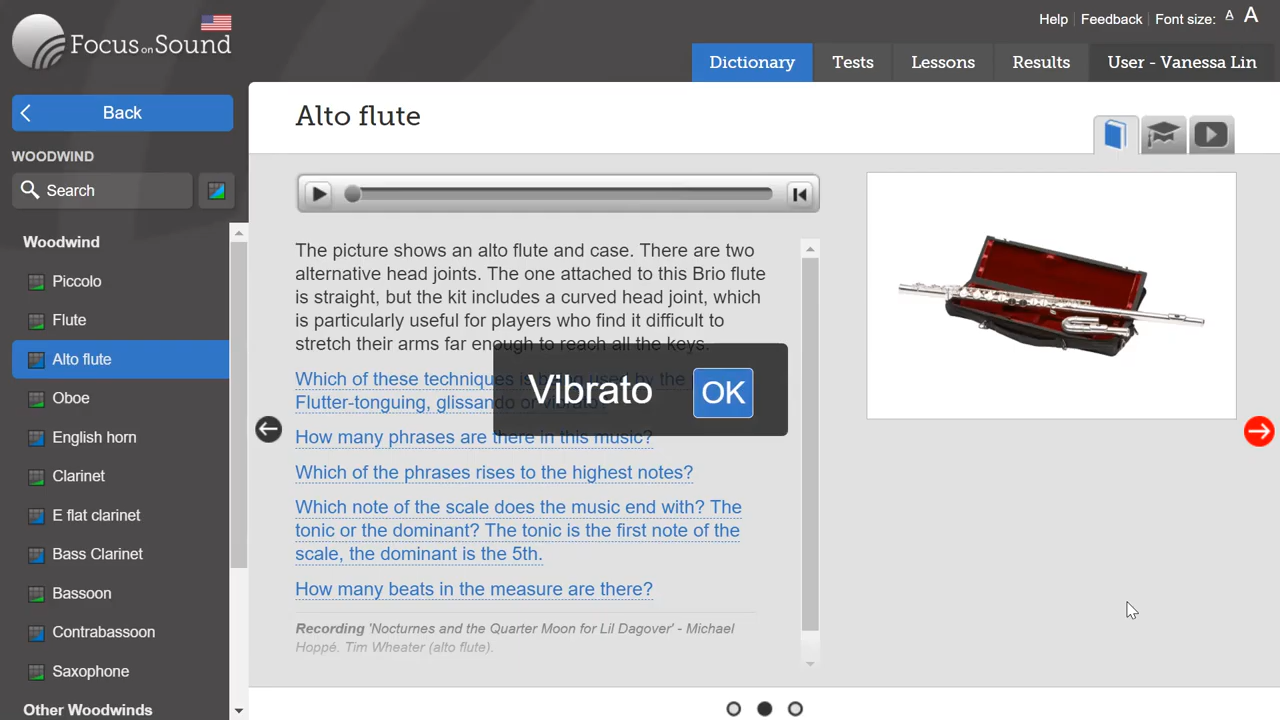 Focus on Sound
Help
Feedback
Font size:
A
A
Dictionary
Tests
Lessons
Results
User - Vanessa Lin
Back
WOODWIND
Search
Woodwind
Piccolo
Flute
Alto flute
Oboe
English horn
Clarinet
E flat clarinet
Bass Clarinet
Bassoon
Contrabassoon
Saxophone
Other Woodwinds
Alto flute
The picture shows an alto flute and case. There are two
alternative head joints. The one attached to this Brio flute
is straight, but the kit includes a curved head joint, which
is particularly useful for players who find it difficult to
stretch their arms far enough to reach all the keys.
Which of these techniques is being used by the
Flutter-tonguing, glissando or vibrato?
How many phrases are there in this music?
Which of the phrases rises to the highest notes?
Which note of the scale does the music end with? The
tonic or the dominant? The tonic is the first note of the
scale, the dominant is the 5th.
How many beats in the measure are there?
Recording 'Nocturnes and the Quarter Moon for Lil Dagover' - Michael
Hoppé. Tim Wheater (alto flute).
Vibrato
OK